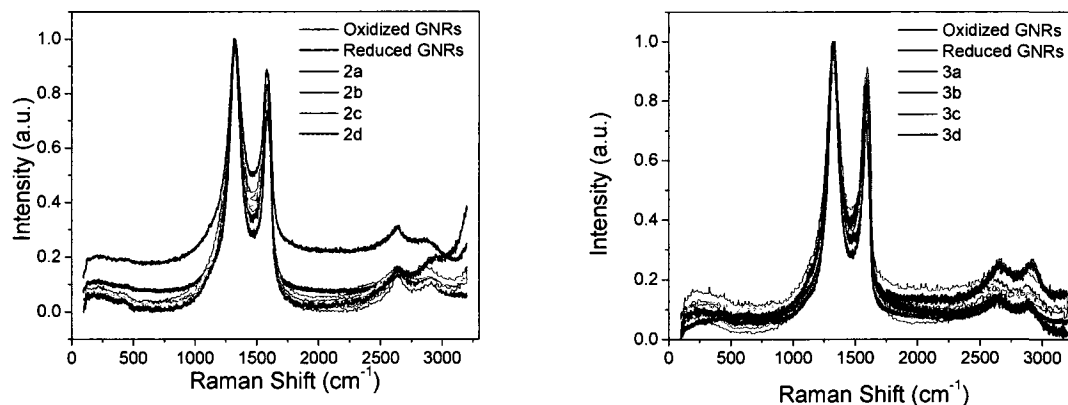 Oxidized GNRs
Reduced GNRs
2a
2b
2c
2d
1.0
0.8
0.6
0.4
0.2
0.0
Intensity (a.u.)
0 500 1000 1500 2000 2500 3000
Raman Shift (cm⁻¹)
Oxidized GNRs
Reduced GNRs
3a
3b
3c
3d
1.0
0.8
0.6
0.4
0.2
0.0
Intensity (a.u.)
0 500 1000 1500 2000 2500 3000
Raman Shift (cm⁻¹)